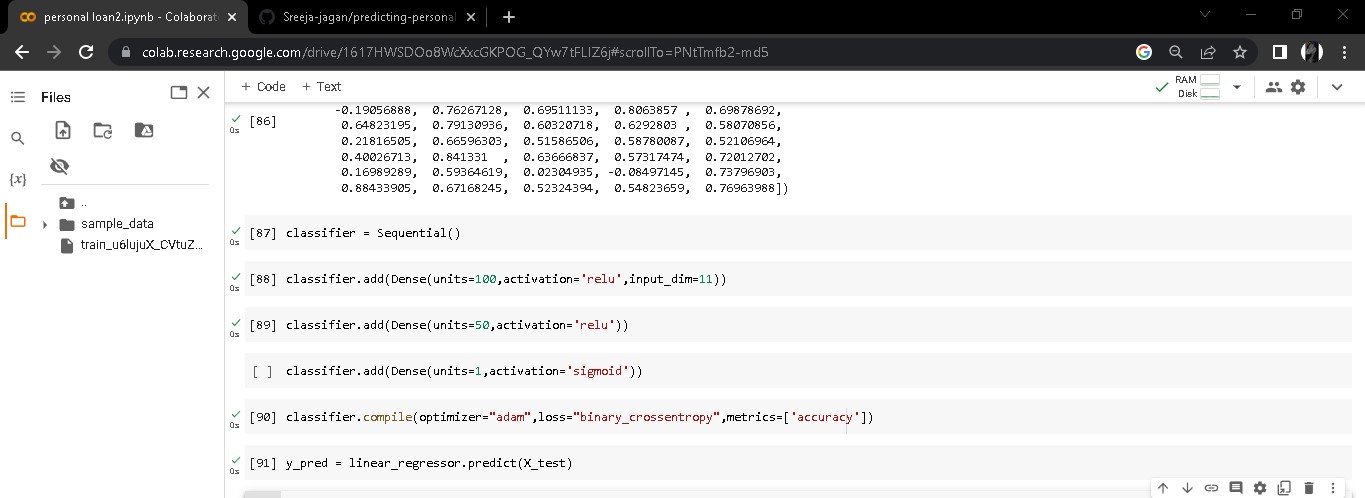 personal loan2.ipynb - Colaborat
Sreeja-jagan/predicting-personal
colab.research.google.com/drive/1617HWSDOo8WcXxcGKPOG_QYw7tFLIZ6j#scrollTo=PNtTmfb2-md5
Files
+ Code + Text
RAM
Disk
{x}
..
sample_data
train_u6lujuX_CVtuZ...
[86]
0s
-0.19056888, 0.76267128, 0.69511133, 0.8063857 , 0.69878692,
0.64823195, 0.79130936, 0.60320718, 0.6292803 , 0.58070856,
0.21816505, 0.66596303, 0.51586506, 0.58780087, 0.52106964,
0.40026713, 0.841331 , 0.63666837, 0.57317474, 0.72012702,
0.16989289, 0.59364619, 0.02304935, -0.08497145, 0.73796903,
0.88433905, 0.67168245, 0.52324394, 0.54823659, 0.76963988])
[87] classifier = Sequential()
0s
[88] classifier.add(Dense(units=100,activation='relu',input_dim=11))
0s
[89] classifier.add(Dense(units=50,activation='relu'))
0s
[ ] classifier.add(Dense(units=1,activation='sigmoid'))
[90] classifier.compile(optimizer="adam",loss="binary_crossentropy",metrics=['accuracy'])
0s
[91] y_pred = linear_regressor.predict(X_test)
0s